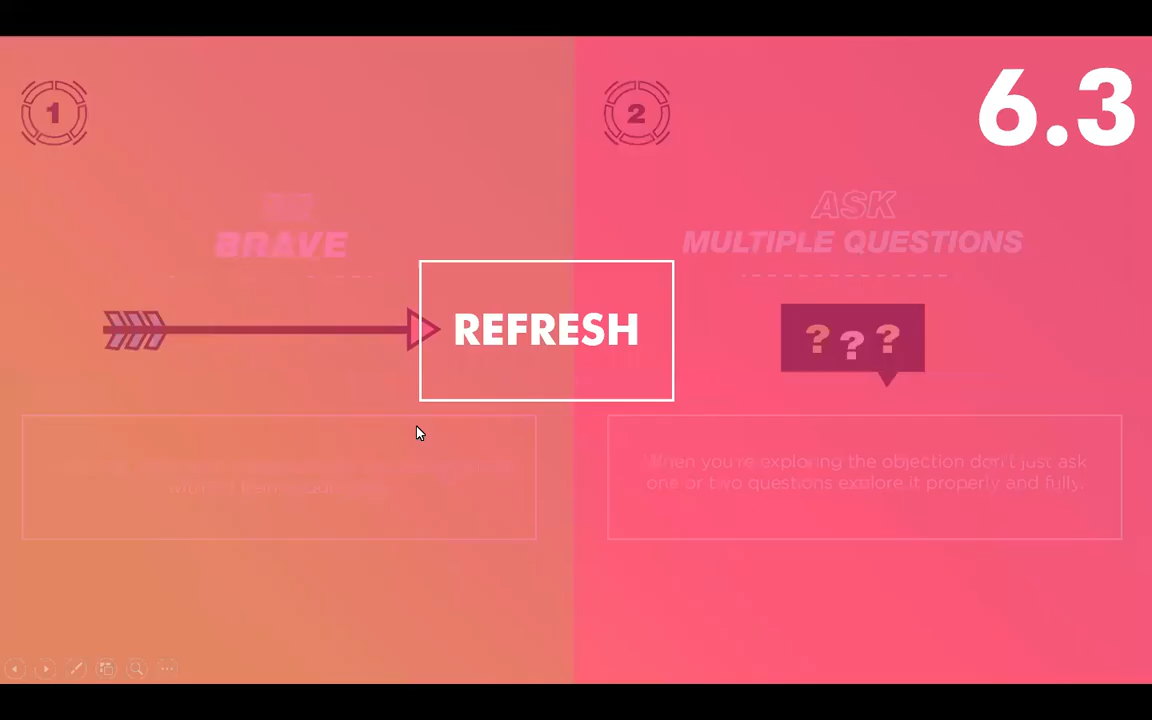 1
2
6.3
BRAVE
ASK
MULTIPLE QUESTIONS
REFRESH
? ? ?
When you're exploring the objection don't just ask
one or two questions explore it properly and fully.